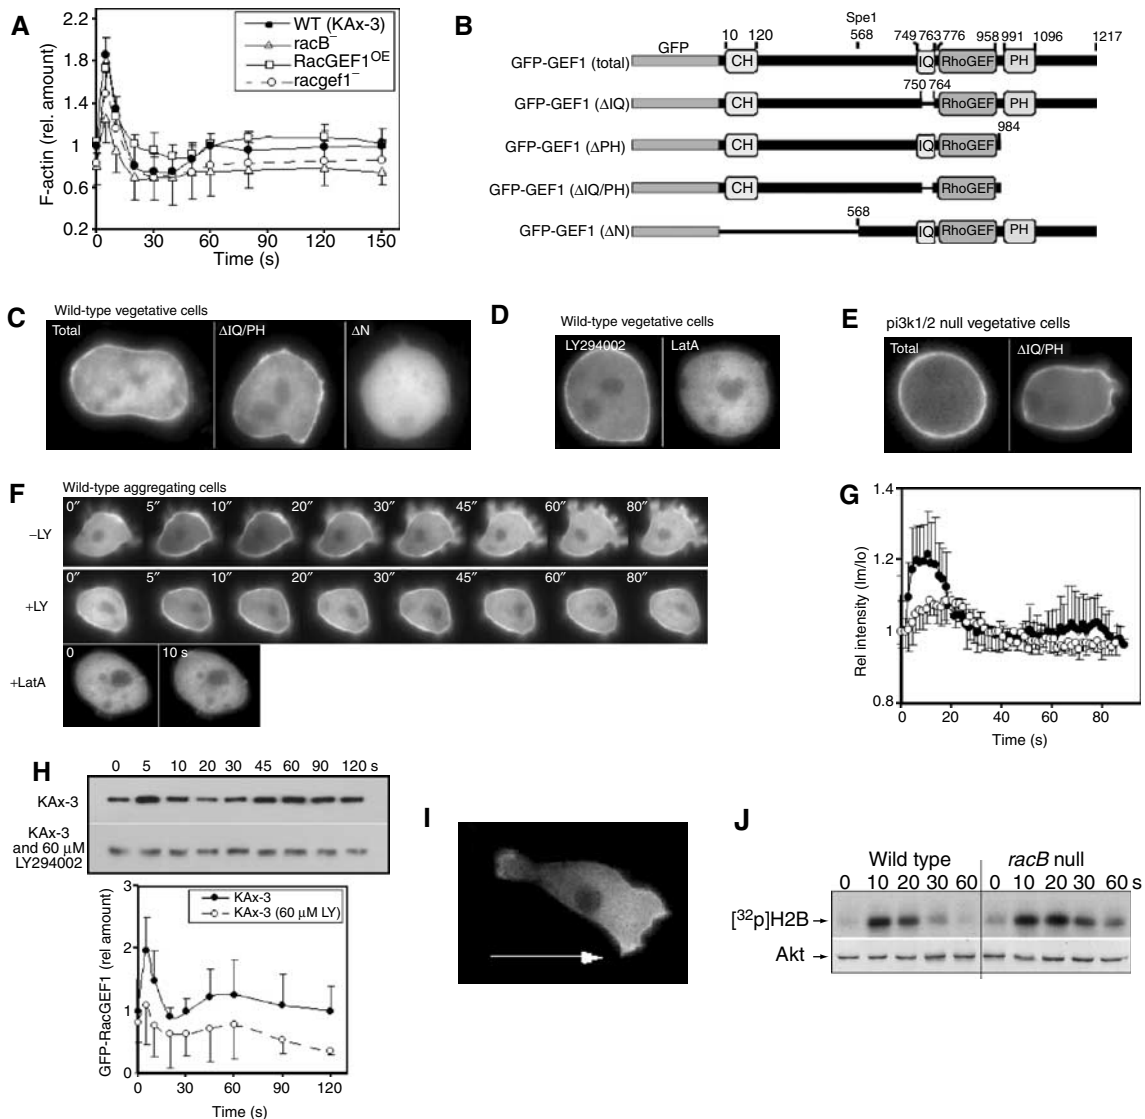 A
F-actin (rel. amount)
2.2
1.8
1.4
1
0.6
0.2
0 30 60 90 120 150
Time (s)
WT (KAx-3)
racB⁻
RacGEF1ᴼᴱ
racgef1⁻
B
Spe1
10 120 568 749 763 776 958 991 1096 1217
GFP
GFP-GEF1 (total) CH IQ RhoGEF PH
750 764
GFP-GEF1 (ΔIQ) CH RhoGEF PH
984
GFP-GEF1 (ΔPH) CH IQ RhoGEF
GFP-GEF1 (ΔIQ/PH) CH RhoGEF
568
GFP-GEF1 (ΔN) IQ RhoGEF PH
C
Wild-type vegetative cells
Total ΔIQ/PH ΔN
D
Wild-type vegetative cells
LY294002 LatA
E
pi3k1/2 null vegetative cells
Total ΔIQ/PH
F
Wild-type aggregating cells
–LY 0″ 5″ 10″ 20″ 30″ 45″ 60″ 80″
+LY 0″ 5″ 10″ 20″ 30″ 45″ 60″ 80″
+LatA 0 10 s
G
Rel intensity (Im/Io)
1.4
1.2
1
0.8
0 20 40 60 80
Time (s)
H
0 5 10 20 30 45 60 90 120 s
KAx-3
KAx-3
and 60 μM
LY294002
GFP-RacGEF1 (rel amount)
3
2
1
0
KAx-3
KAx-3 (60 μM LY)
0 30 60 90 120
Time (s)
I
J
Wild type racB null
0 10 20 30 60 0 10 20 30 60 s
[³²p]H2B
Akt